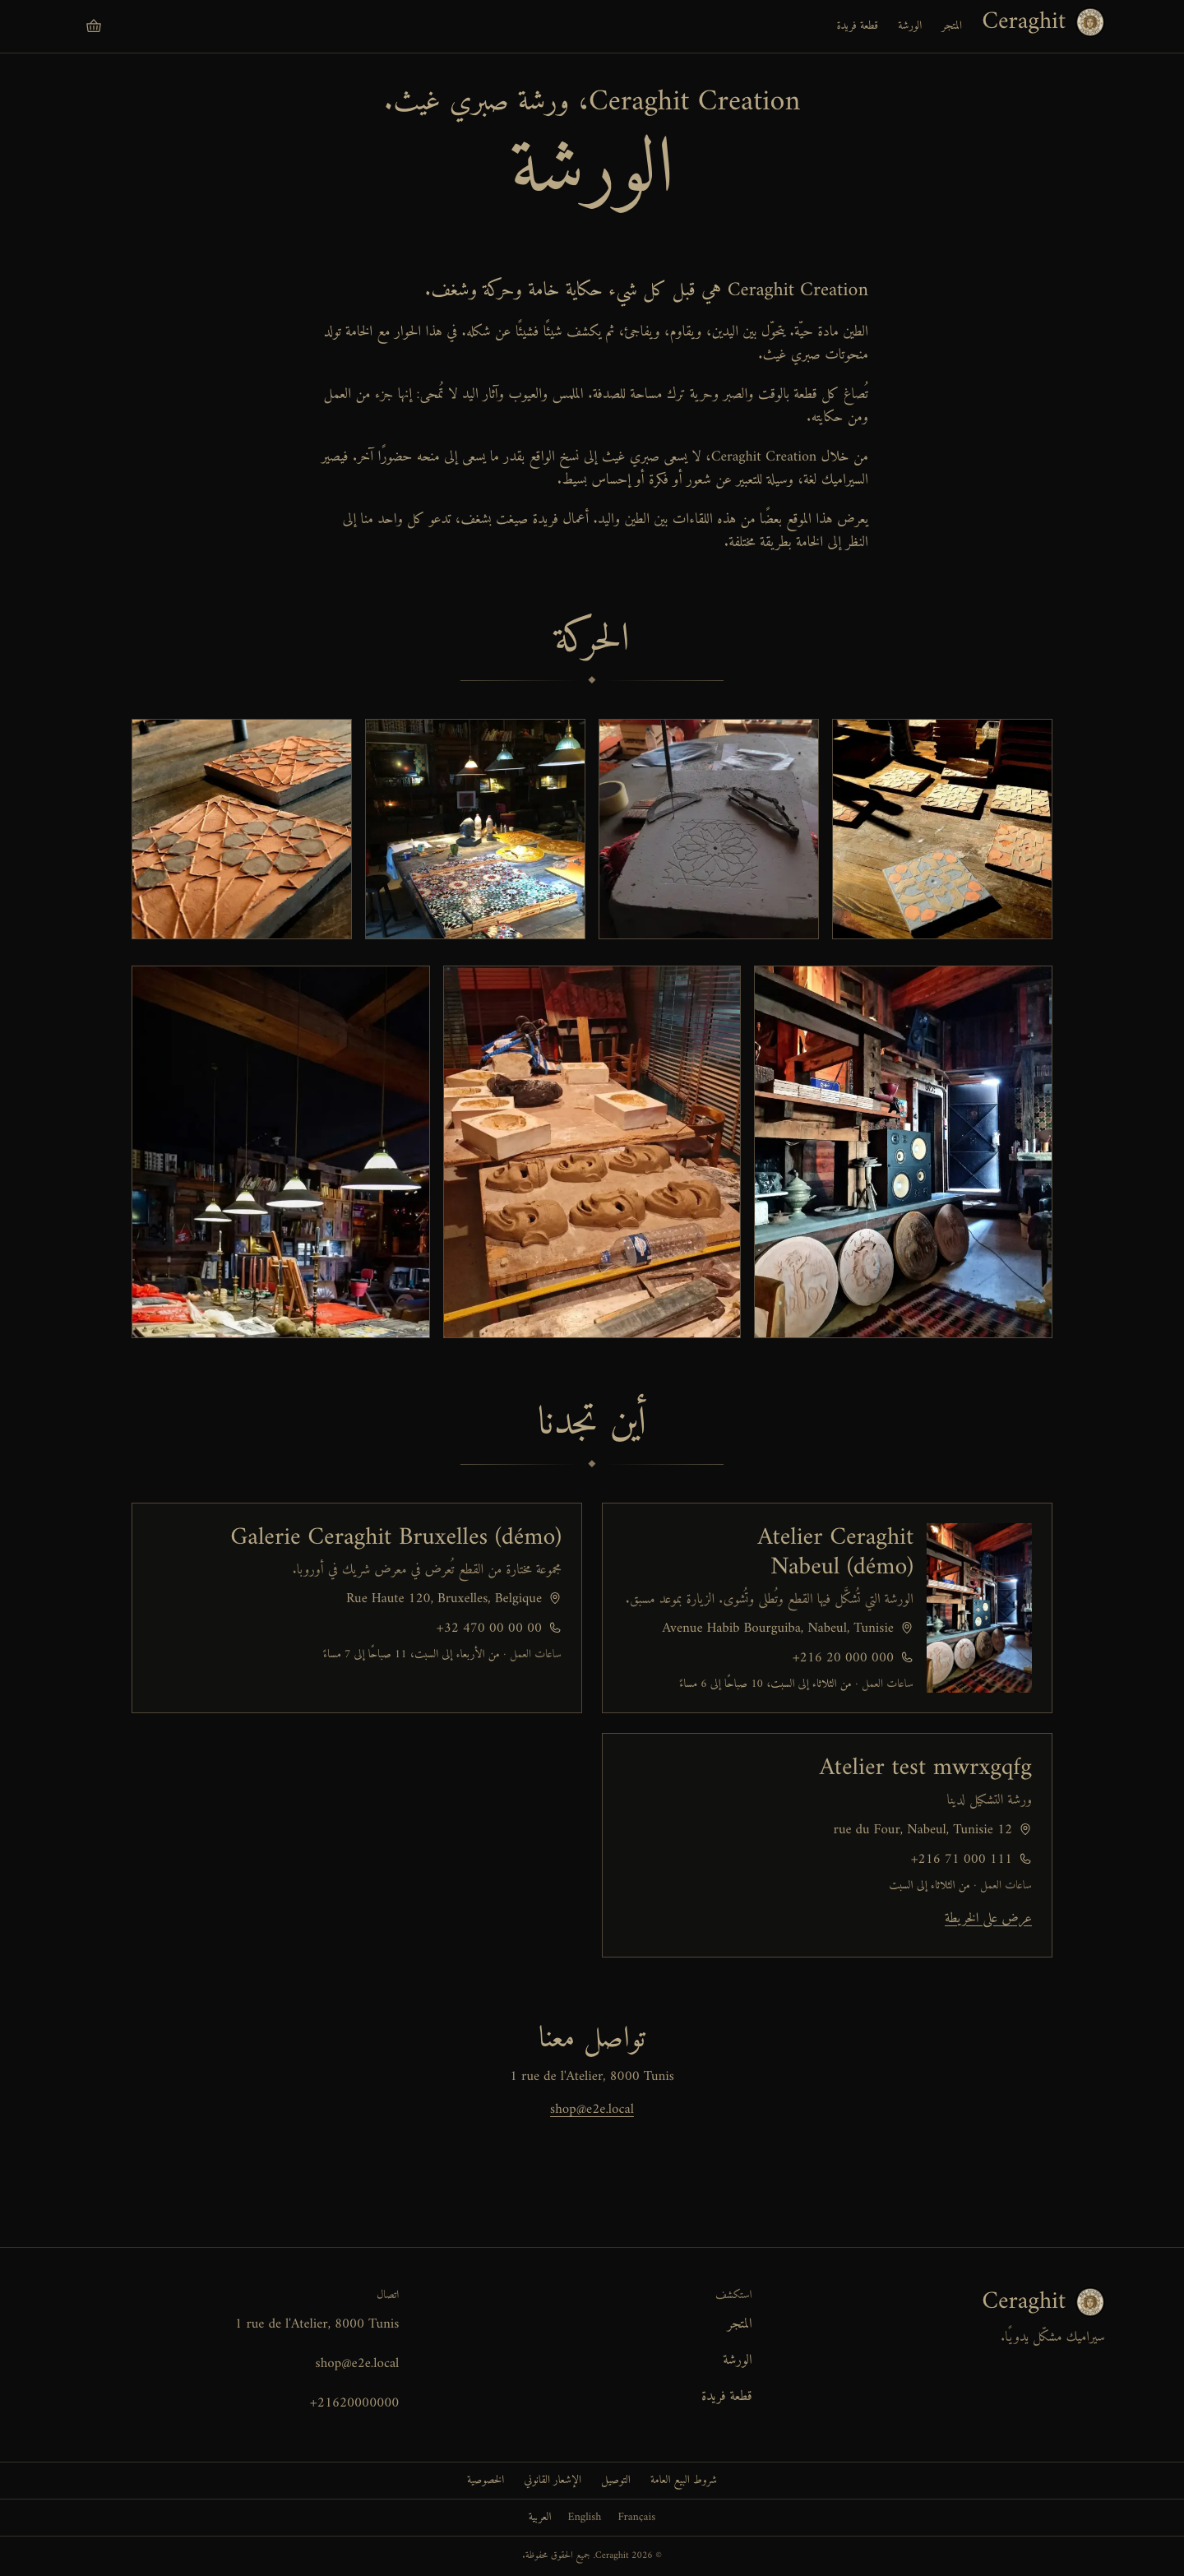 Ceraghit
المتجر
الورشة
قطعة فريدة
Ceraghit Creation، ورشة صبري غيث.
الورشة
Ceraghit Creation هي قبل كل شيء حكاية خامة وحركة وشغف.
الطين مادة حيّة. يتحوّل بين اليدين، ويقاوم، ويفاجئ، ثم يكشف شيئًا فشيئًا عن شكله. في هذا الحوار مع الخامة تولد
منحوتات صبري غيث.
تُصاغ كل قطعة بالوقت والصبر وحرية ترك مساحة للصدفة. الملمس والعيوب وآثار اليد لا تُمحى: إنها جزء من العمل
ومن حكايته.
من خلال Ceraghit Creation، لا يسعى صبري غيث إلى نسخ الواقع بقدر ما يسعى إلى منحه حضورًا آخر. فيصير
السيراميك لغة، وسيلة للتعبير عن شعور أو فكرة أو إحساس بسيط.
يعرض هذا الموقع بعضًا من هذه اللقاءات بين الطين واليد. أعمال فريدة صيغت بشغف، تدعو كل واحد منا إلى
النظر إلى الخامة بطريقة مختلفة.
الحركة
أين تجدنا
Atelier Ceraghit
Nabeul (démo)
الورشة التي تُشكَّل فيها القطع وتُطلى وتُشوى. الزيارة بموعد مسبق.
Avenue Habib Bourguiba, Nabeul, Tunisie
+216 20 000 000
ساعات العمل · من الثلاثاء إلى السبت، 10 صباحًا إلى 6 مساءً
Galerie Ceraghit Bruxelles (démo)
مجموعة مختارة من القطع تُعرض في معرض شريك في أوروبا.
Rue Haute 120, Bruxelles, Belgique
+32 470 00 00 00
ساعات العمل · من الأربعاء إلى السبت، 11 صباحًا إلى 7 مساءً
Atelier test mwrxgqfg
ورشة التشكيل لدينا
rue du Four, Nabeul, Tunisie 12
+216 71 000 111
ساعات العمل · من الثلاثاء إلى السبت
عرض على الخريطة
تواصل معنا
1 rue de l'Atelier, 8000 Tunis
shop@e2e.local
Ceraghit
سيراميك مشكّل يدويًا.
استكشف
المتجر
الورشة
قطعة فريدة
اتصال
1 rue de l'Atelier, 8000 Tunis
shop@e2e.local
+21620000000
شروط البيع العامة
التوصيل
الإشعار القانوني
الخصوصية
Français
English
العربية
© 2026 Ceraghit. جميع الحقوق محفوظة.